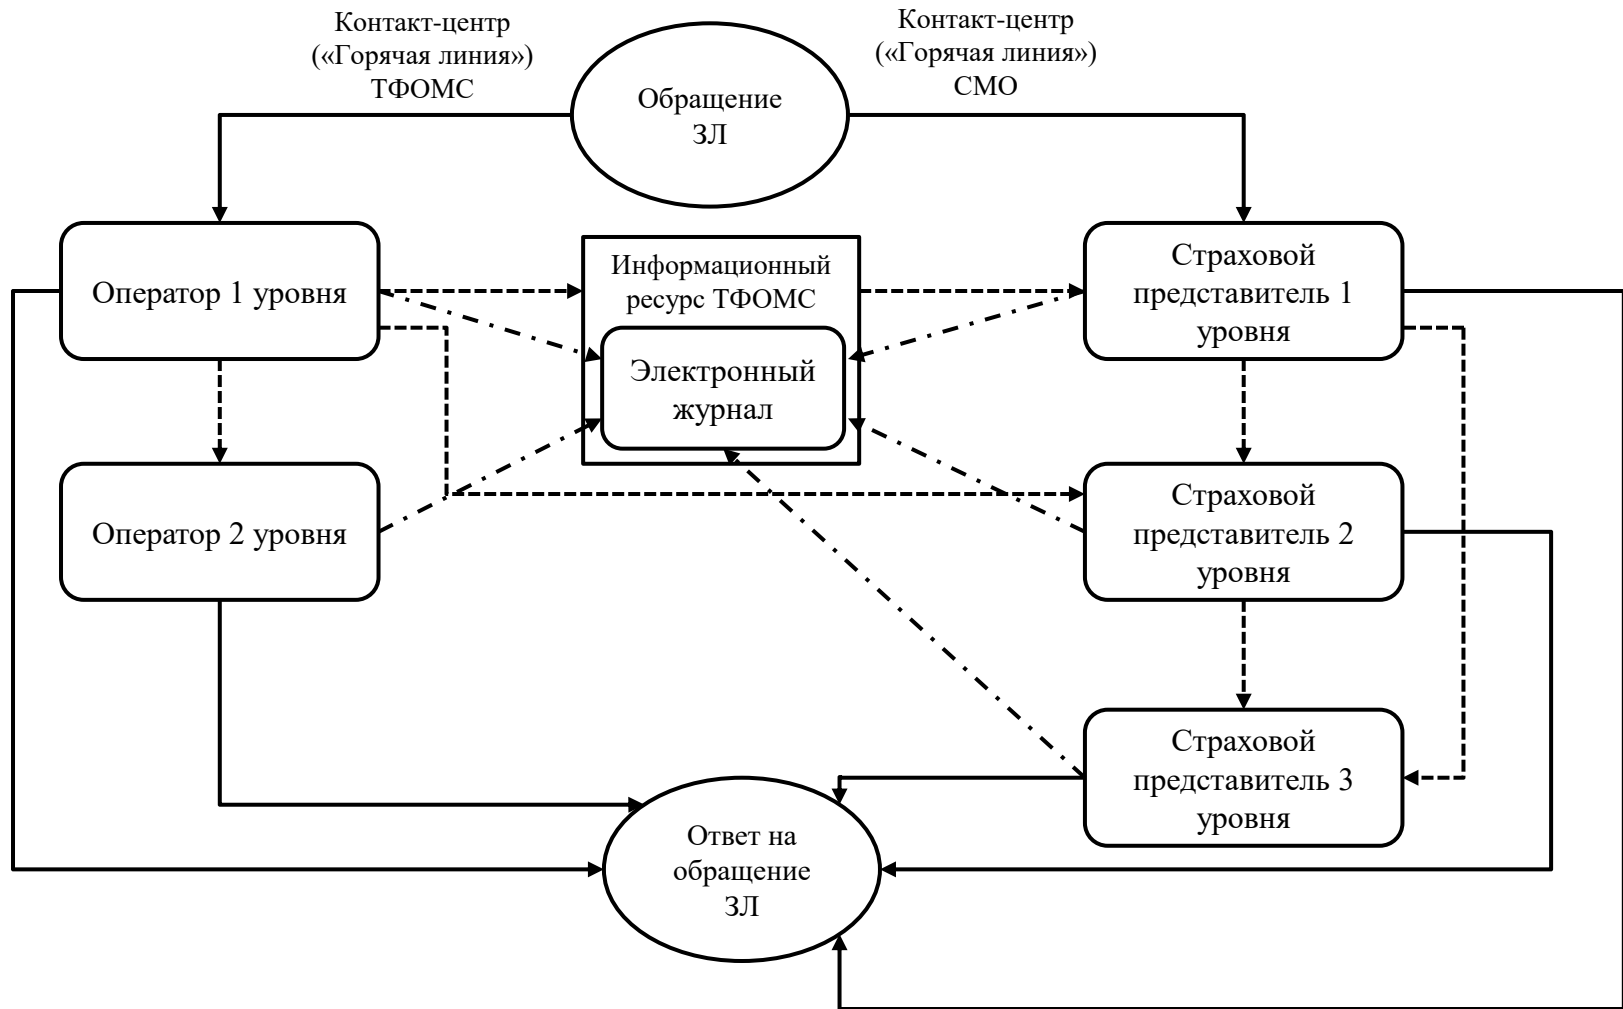 Контакт-центр
(«Горячая линия»)
ТФОМС
Контакт-центр
(«Горячая линия»)
СМО
Обращение
ЗЛ
Оператор 1 уровня
Информационный
ресурс ТФОМС
Страховой
представитель 1
уровня
Электронный
журнал
Оператор 2 уровня
Страховой
представитель 2
уровня
Страховой
представитель 3
уровня
Ответ на
обращение
ЗЛ